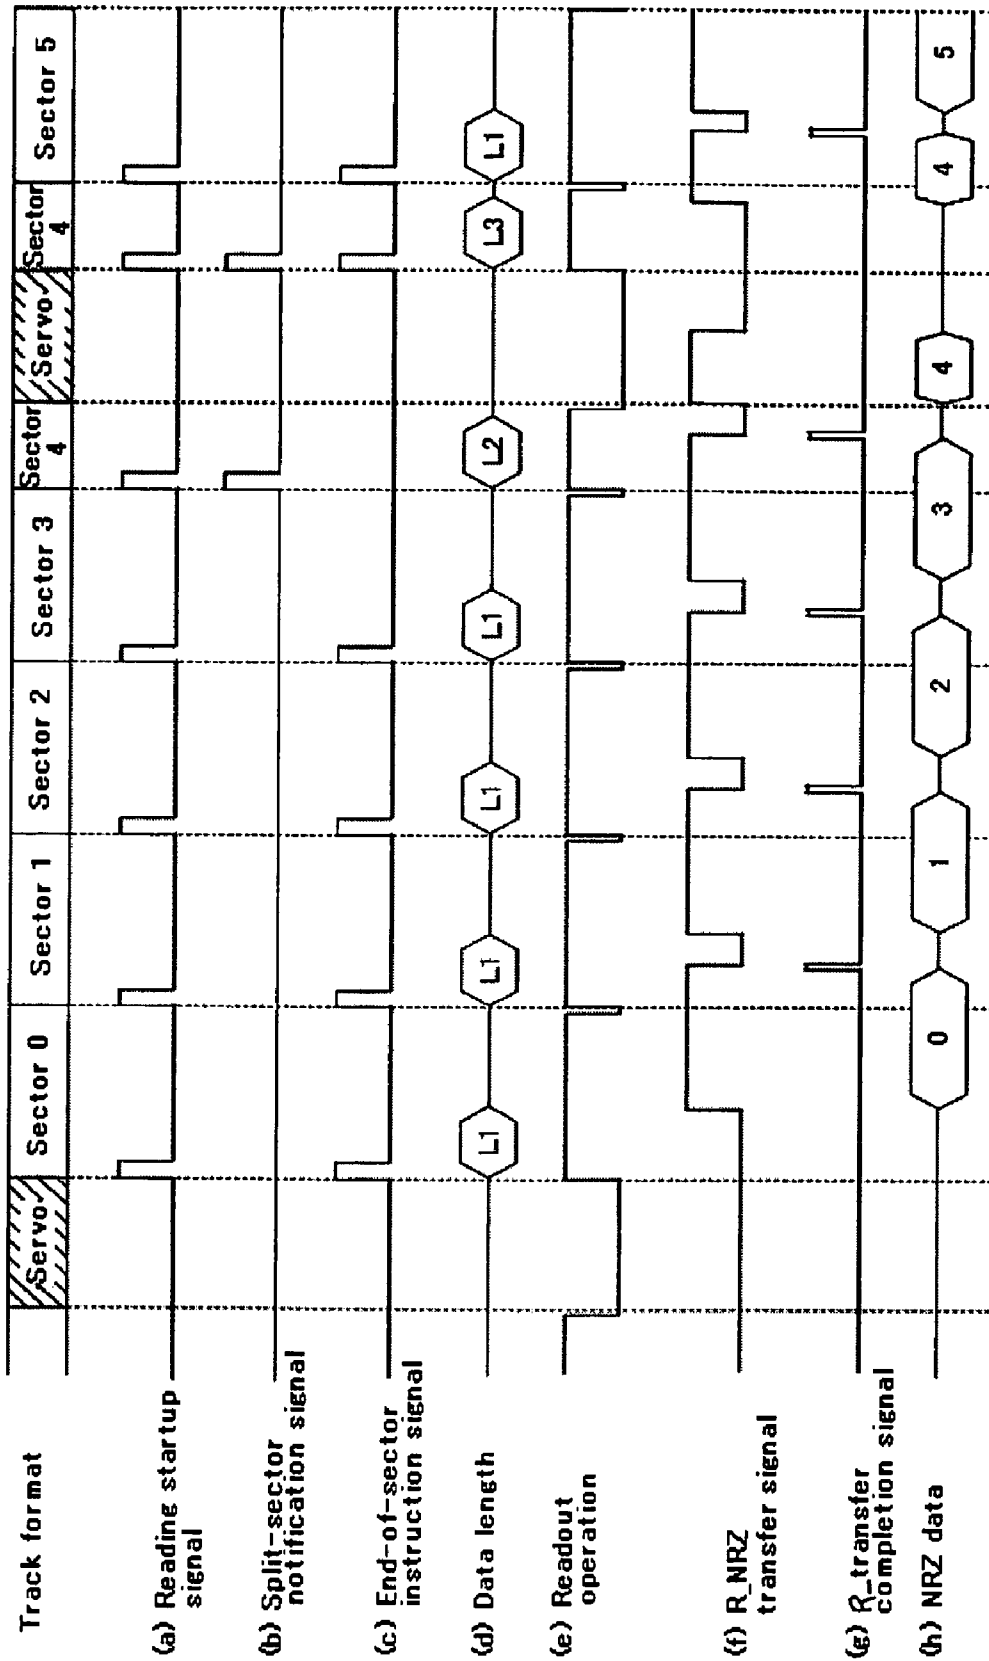 Track format
Servo
Sector 0
Sector 1
Sector 2
Sector 3
Sector
4
Servo
Sector
4
Sector 5
(a) Reading startup
signal
(b) Split-sector
notification signal
(c) End-of-sector
instruction signal
(d) Data length
L1
L1
L1
L1
L2
L3
L1
(e) Readout
operation
(f) R_NRZ
transfer signal
(g) R_transfer
completion signal
(h) NRZ data
0
1
2
3
4
4
5